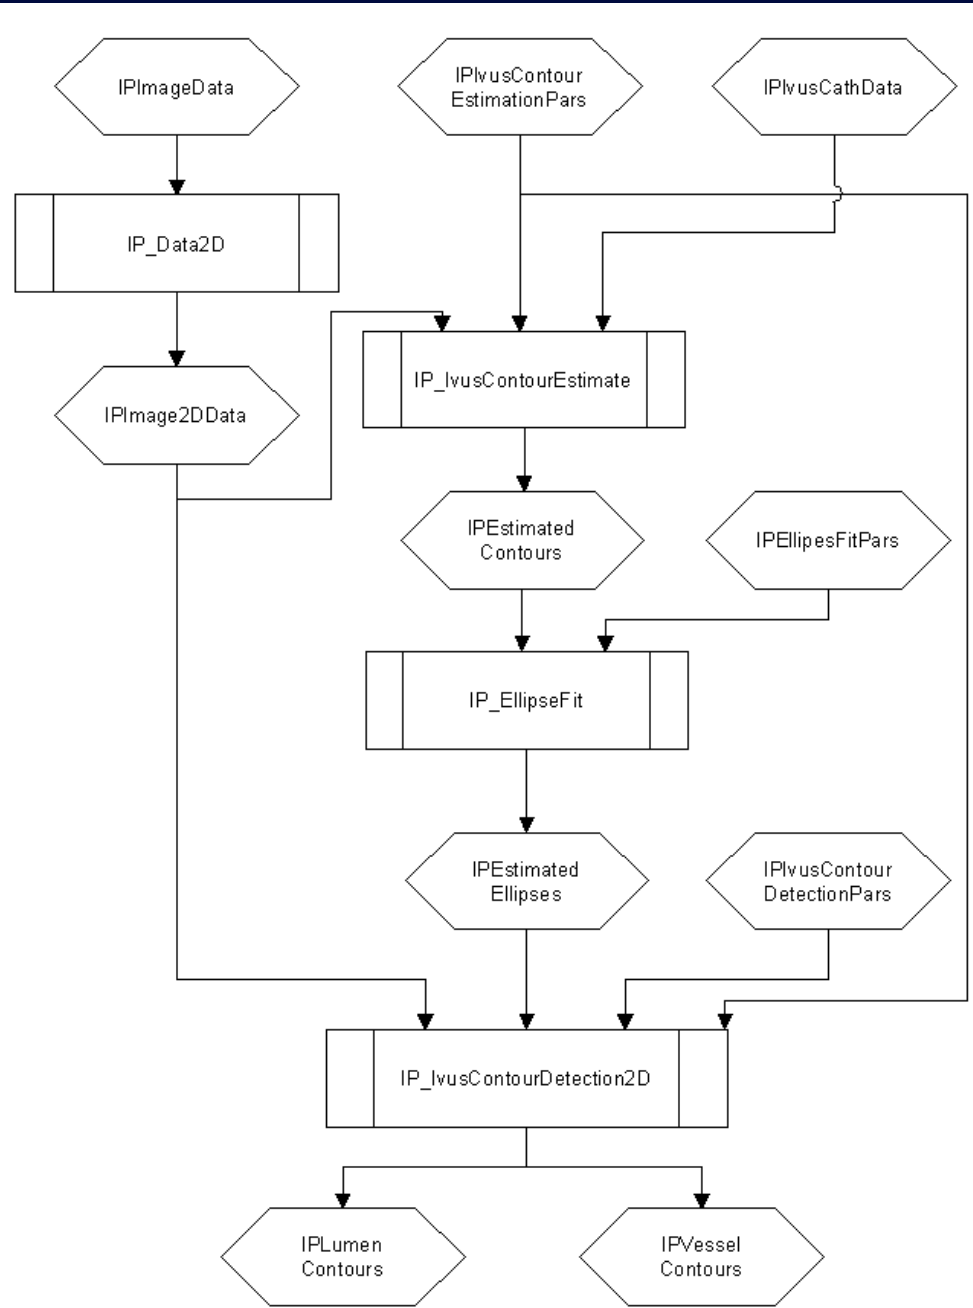 IPImageData
IPIvusContour
EstimationPars
IPIvusCathData
IP_Data2D
IP_IvusContourEstimate
IPImage2DData
IPEstimated
Contours
IPEllipesFitPars
IP_EllipseFit
IPEstimated
Ellipses
IPIvusContour
DetectionPars
IP_IvusContourDetection2D
IPLumen
Contours
IPVessel
Contours